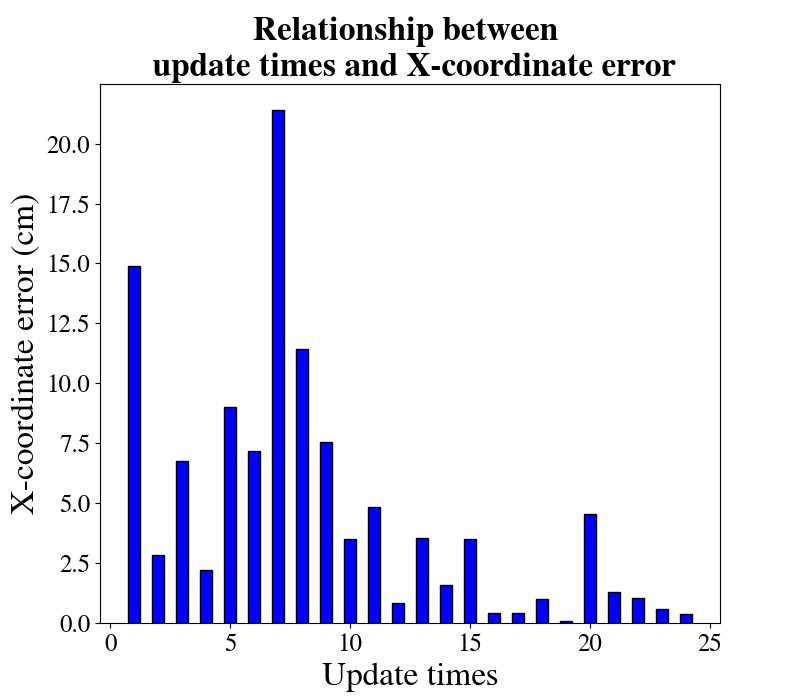 Relationship between
update times and X-coordinate error
X-coordinate error (cm)
20.0
17.5
15.0
12.5
10.0
7.5
5.0
2.5
0.0
0 5 10 15 20 25
Update times